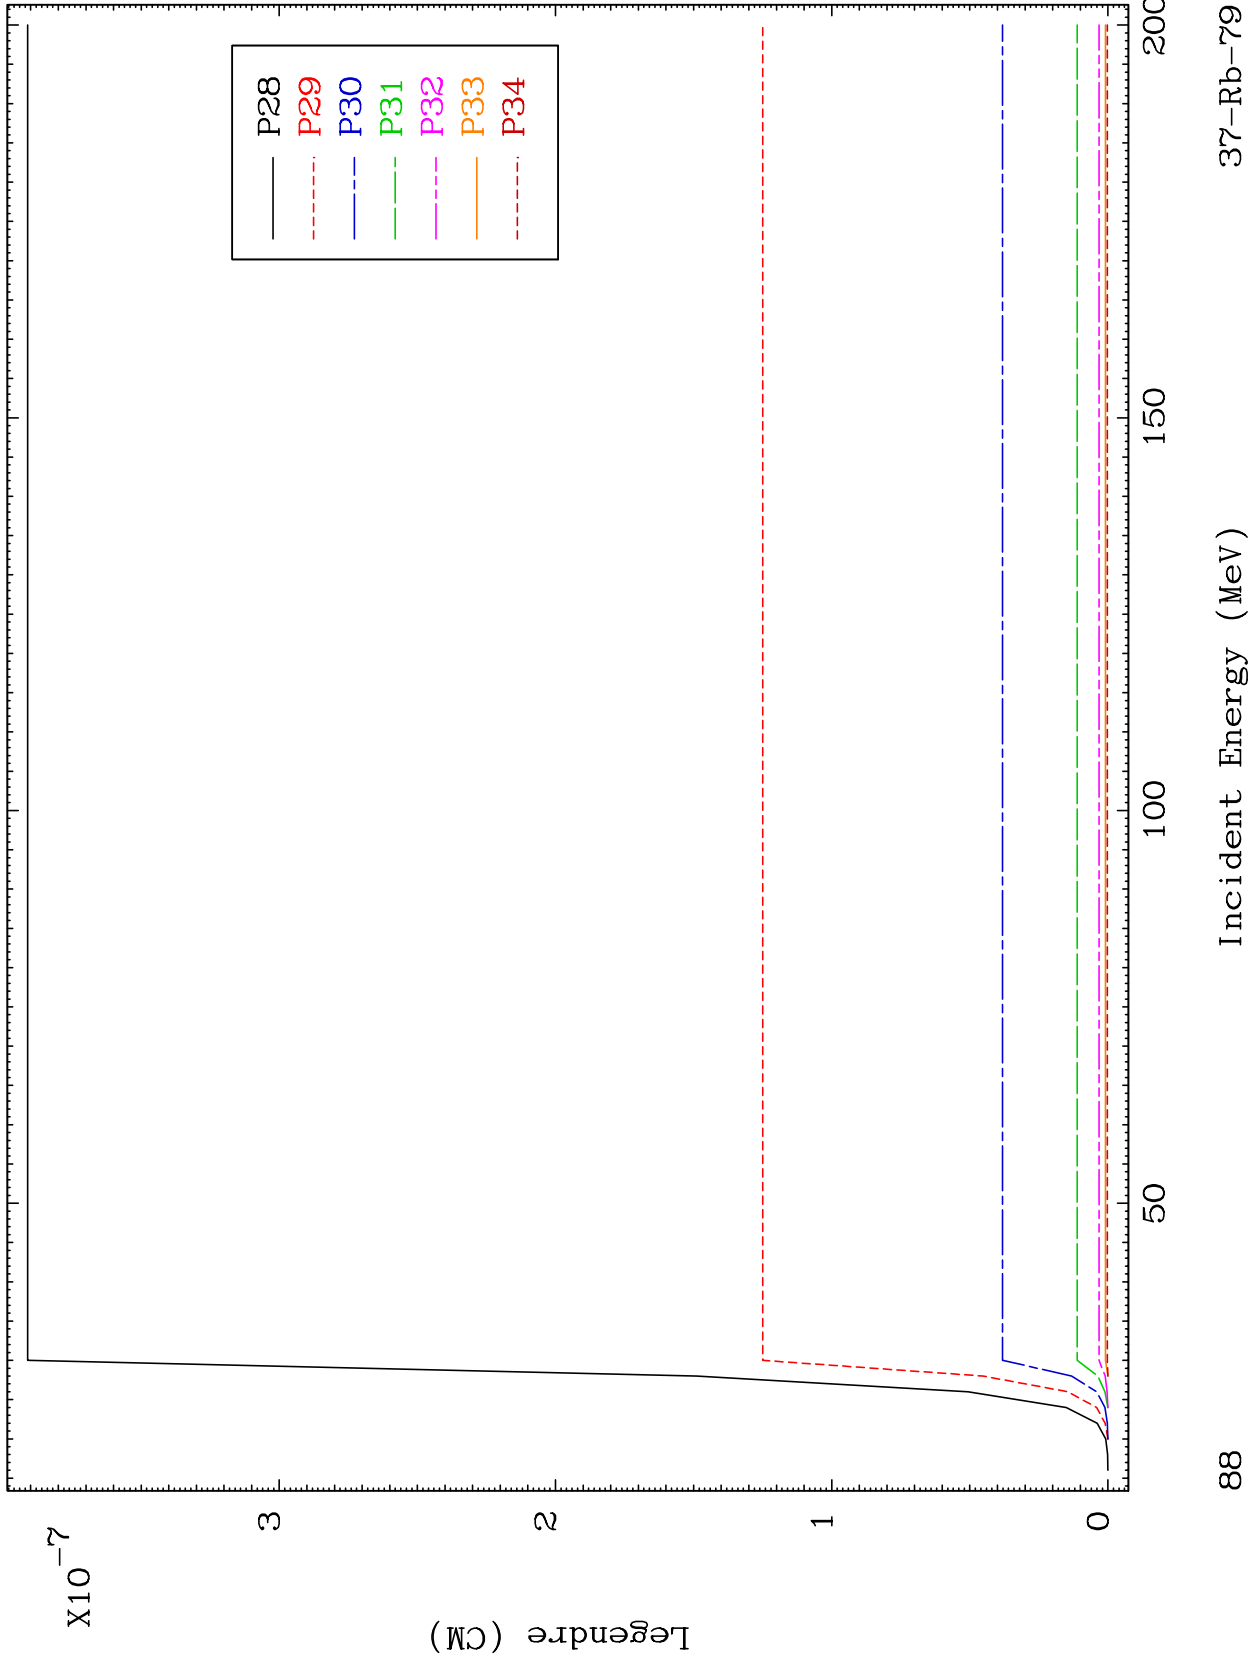 X10-7
Legendre (CM)
3
2
1
0
P28
P29
P30
P31
P32
P33
P34
50
100
150
200
Incident Energy (MeV)
88
37-Rb-79